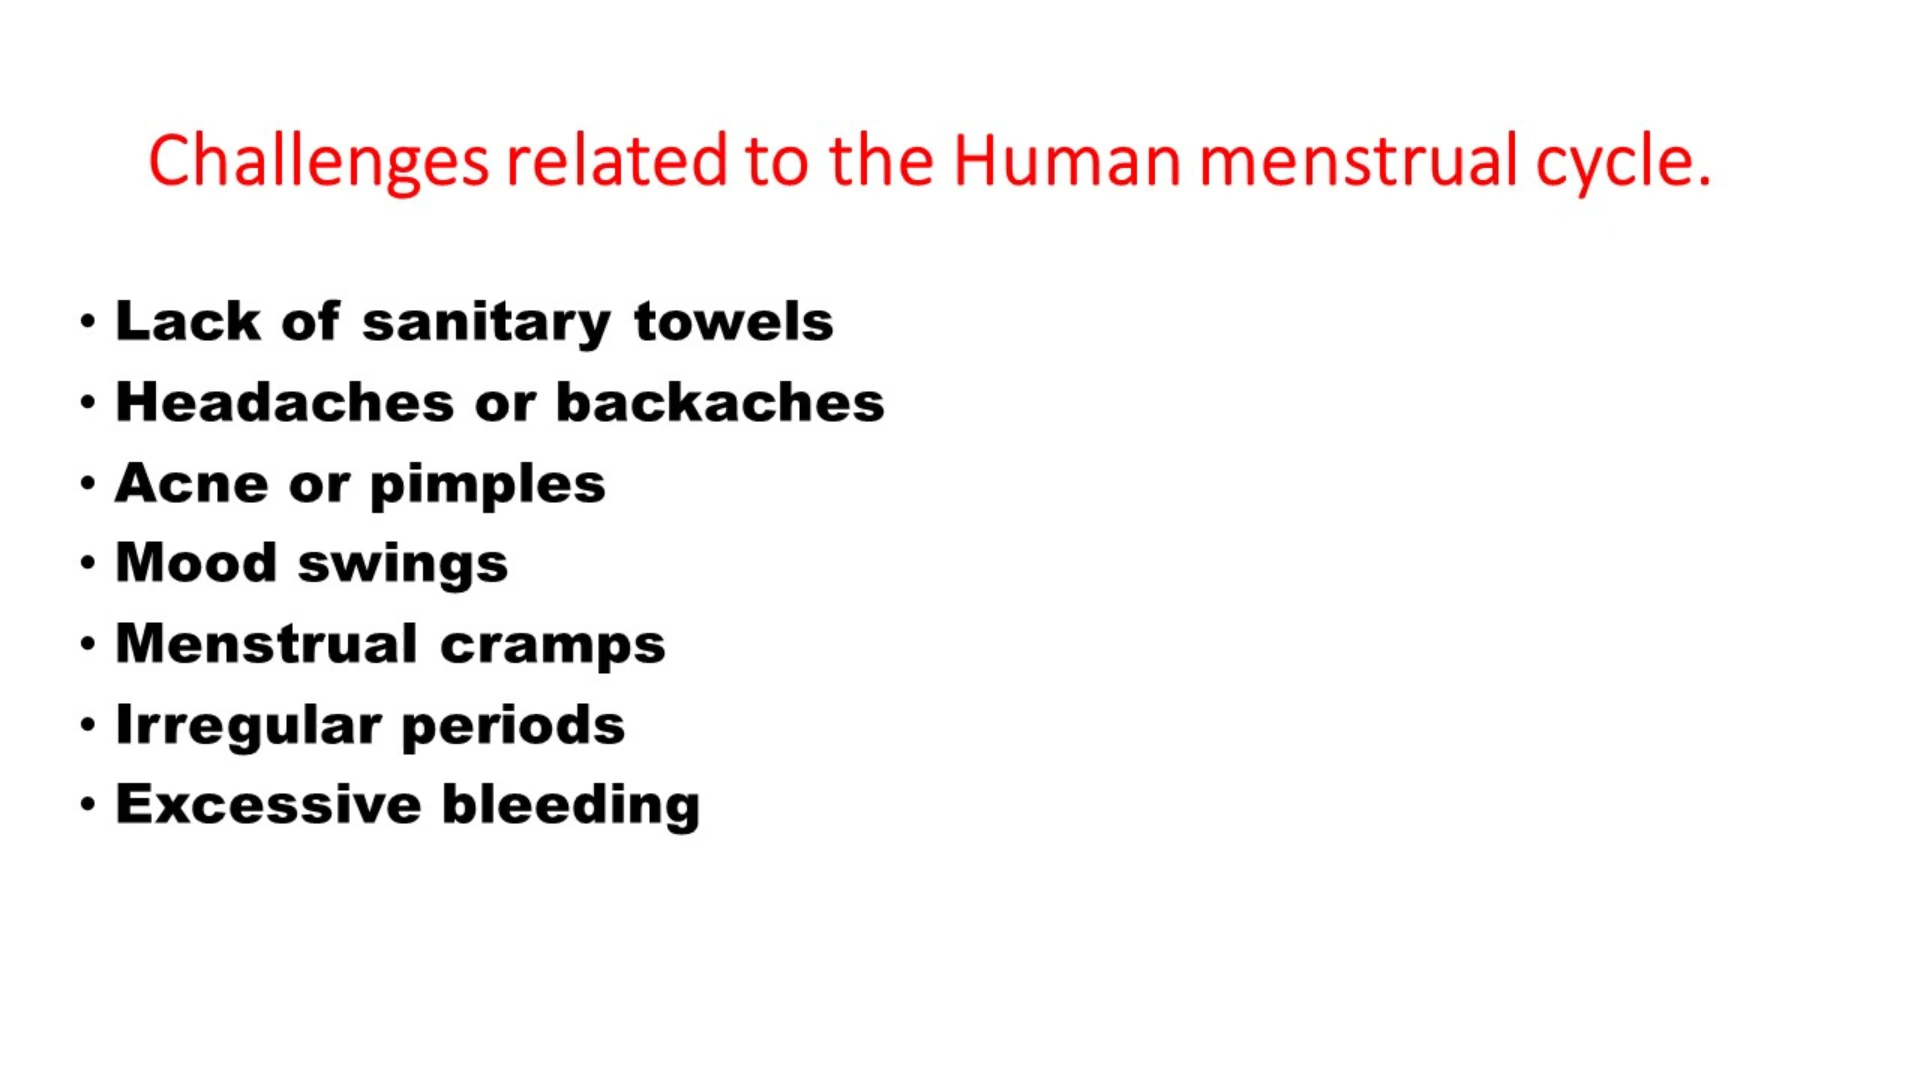 Challenges related to the Human menstrual cycle.
• Lack of sanitary towels
• Headaches or backaches
• Acne or pimples
• Mood swings
• Menstrual cramps
• Irregular periods
• Excessive bleeding